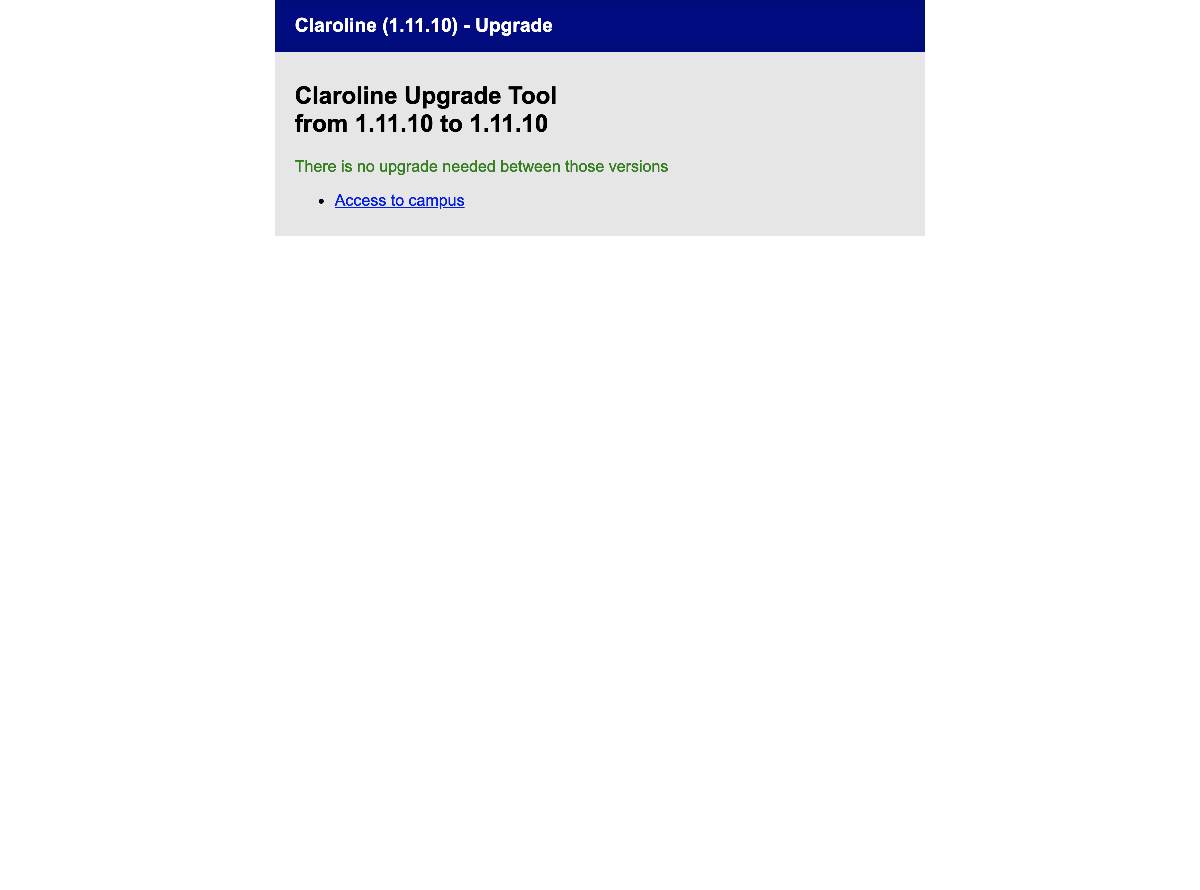 Claroline (1.11.10) - Upgrade
Claroline Upgrade Tool
from 1.11.10 to 1.11.10
There is no upgrade needed between those versions
Access to campus